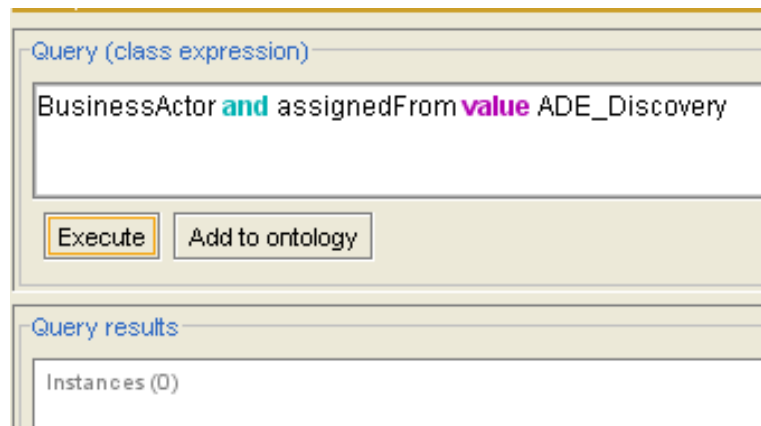 Query (class expression)
BusinessActor and assignedFrom value ADE_Discovery
Execute
Add to ontology
Query results
Instances (0)